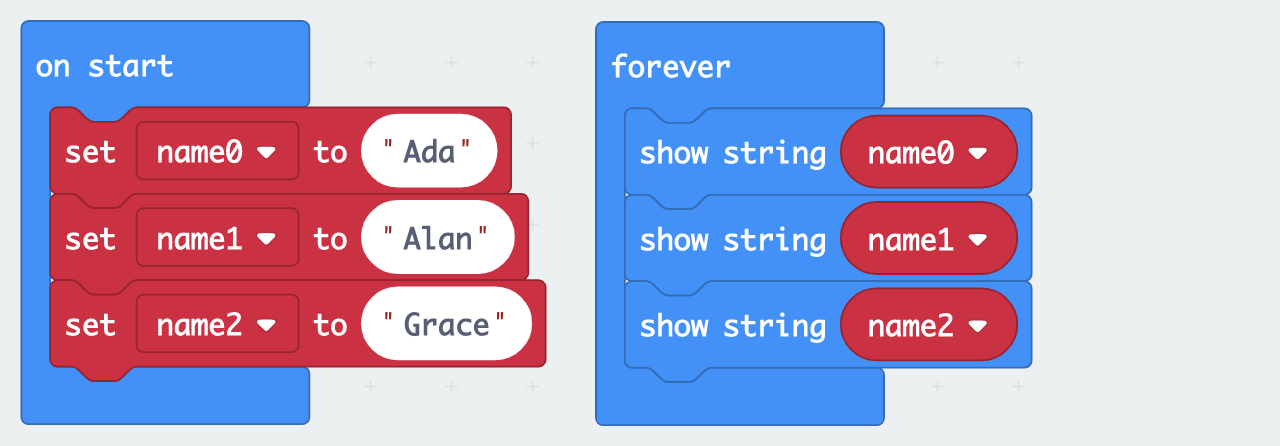 on start
set name0 to "Ada"
set name1 to "Alan"
set name2 to "Grace"
forever
show string name0
show string name1
show string name2